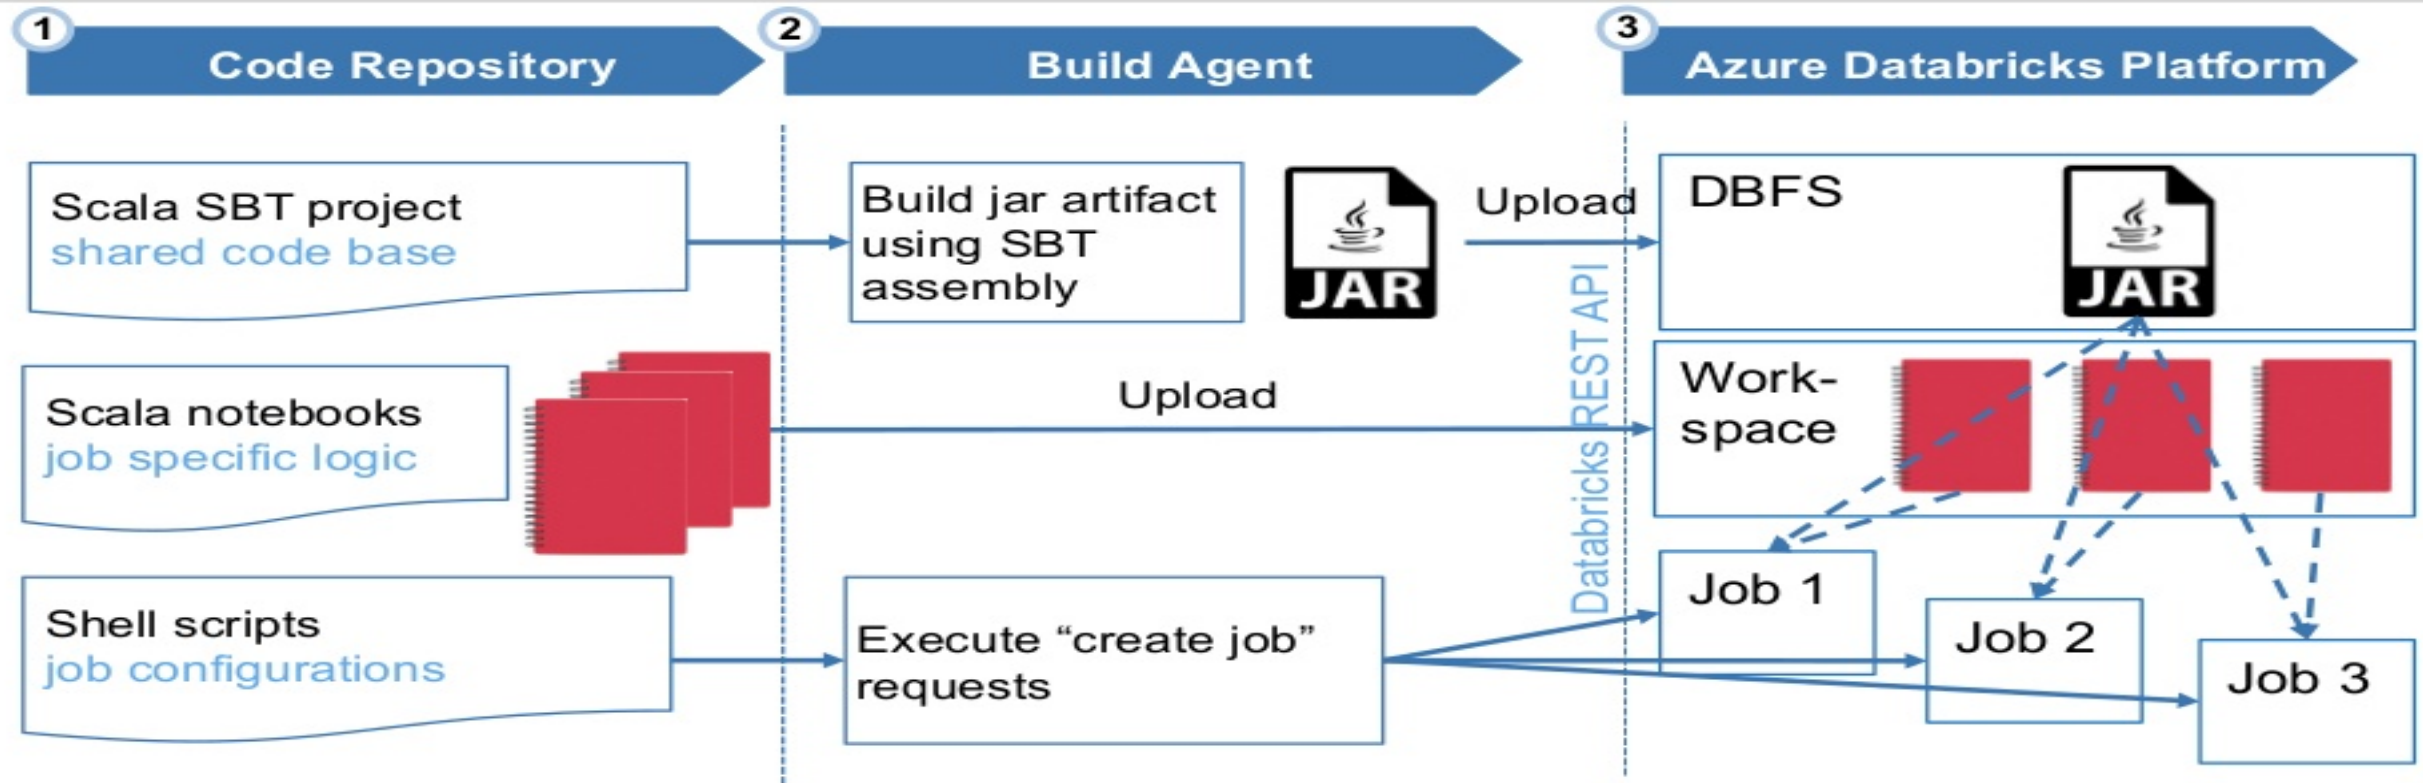 1
Code Repository
2
Build Agent
3
Azure Databricks Platform
Scala SBT project
shared code base
Build jar artifact
using SBT
assembly
JAR
Upload
DBFS
JAR
Scala notebooks
job specific logic
Upload
Databricks REST API
Work-
space
Shell scripts
job configurations
Execute “create job”
requests
Job 1
Job 2
Job 3